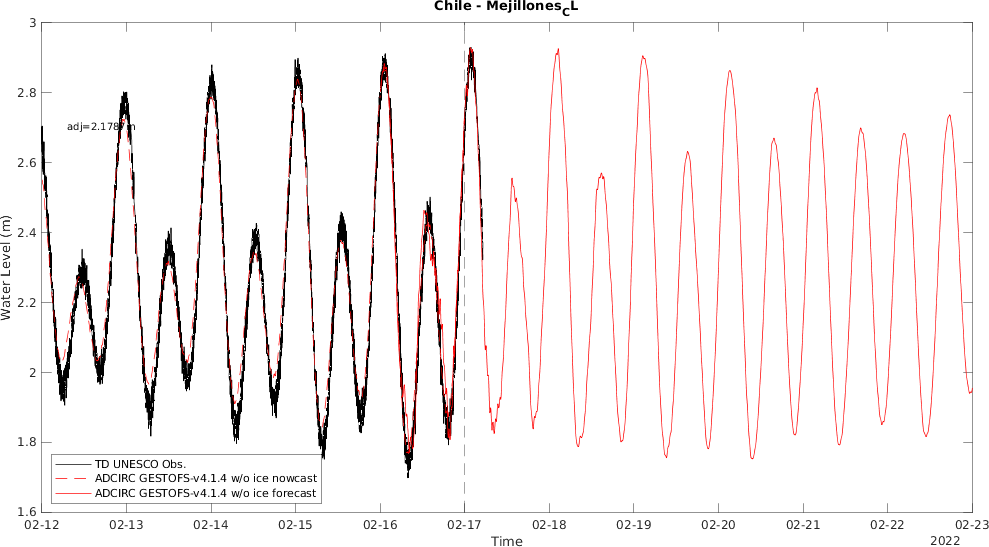 Chile - Mejillones_CL
3
2.8
adj=2.1787m
2.6
2.4
Water Level (m)
2.2
2
1.8
TD UNESCO Obs.
ADCIRC GESTOFS-v4.1.4 w/o ice nowcast
ADCIRC GESTOFS-v4.1.4 w/o ice forecast
1.6
02-12 02-13 02-14 02-15 02-16 02-17 02-18 02-19 02-20 02-21 02-22 02-23
Time
2022